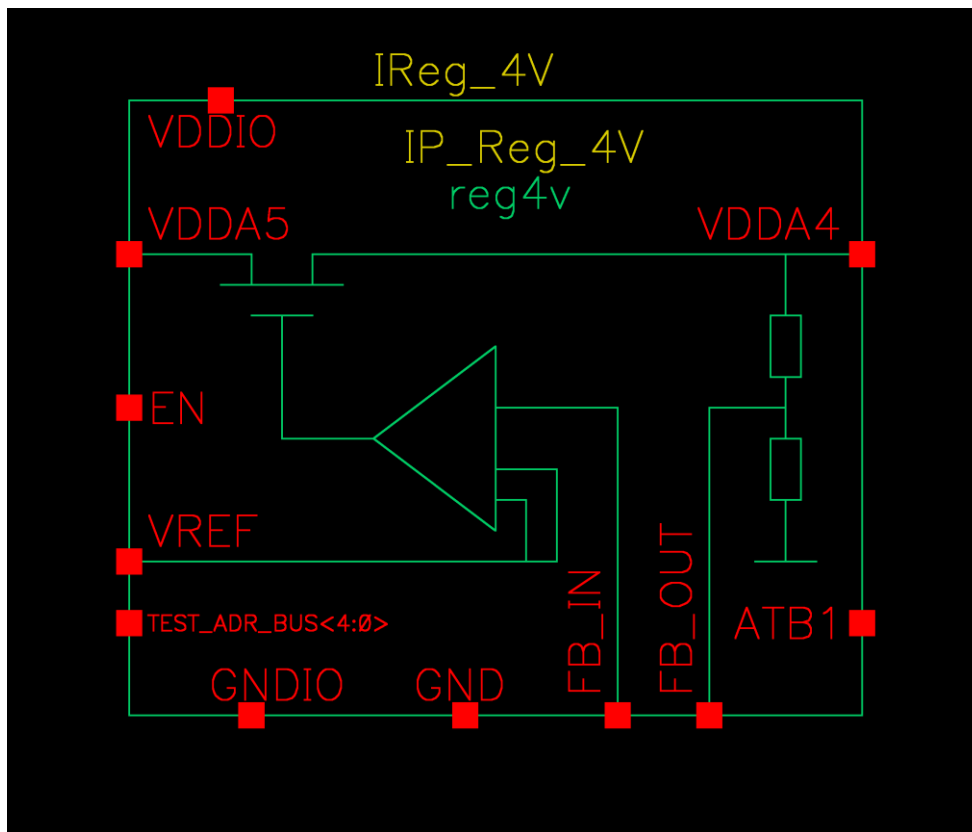 IReg_4V
VDDIO
IP_Reg_4V
reg4v
VDDA5
VDDA4
EN
VREF
FB_IN
FB_OUT
TEST_ADR_BUS<4:0>
ATB1
GNDIO
GND